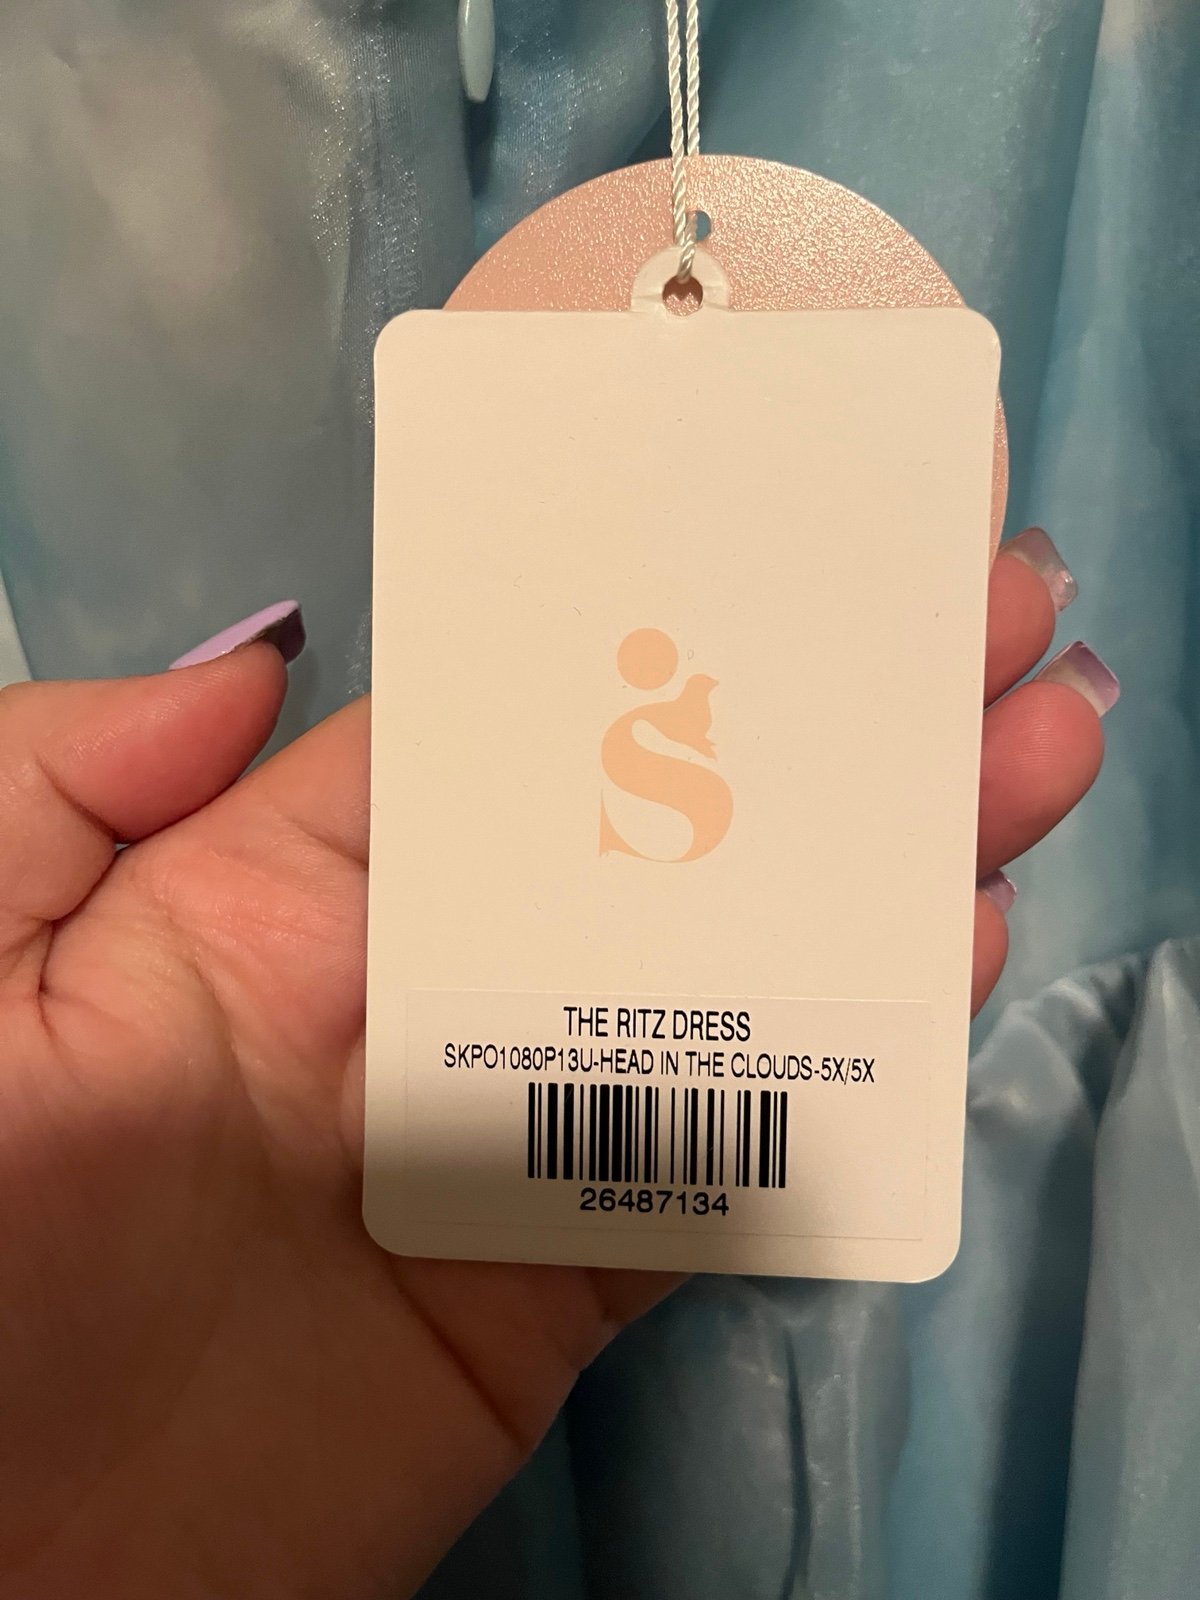 THE RITZ DRESS
SKPO1080P13U-HEAD IN THE CLOUDS-5X/5X
26487134